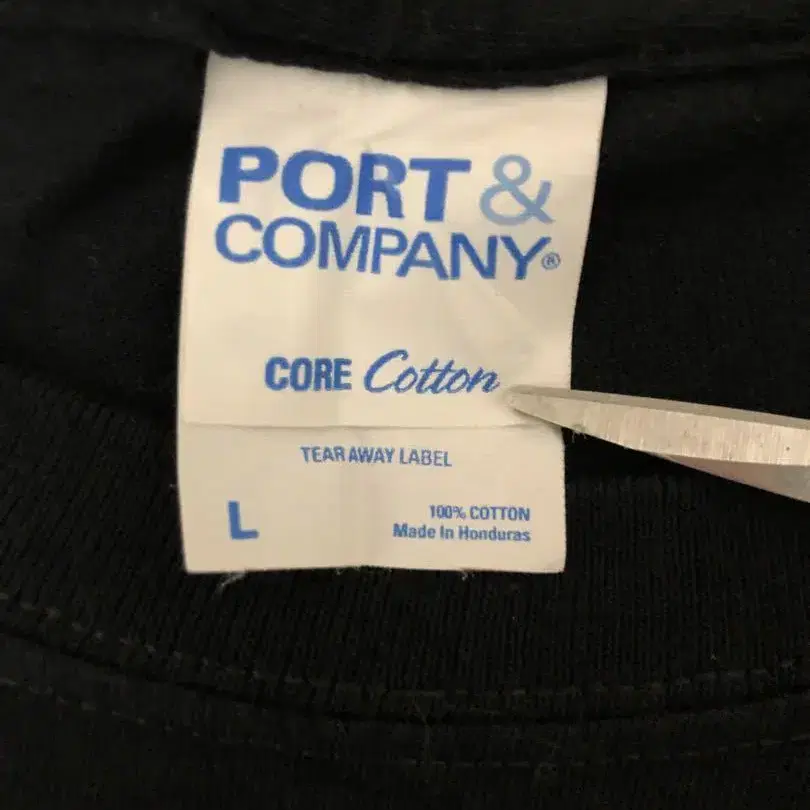 PORT &
COMPANY®
CORE Cotton
TEAR AWAY LABEL
L
100% COTTON
Made In Honduras